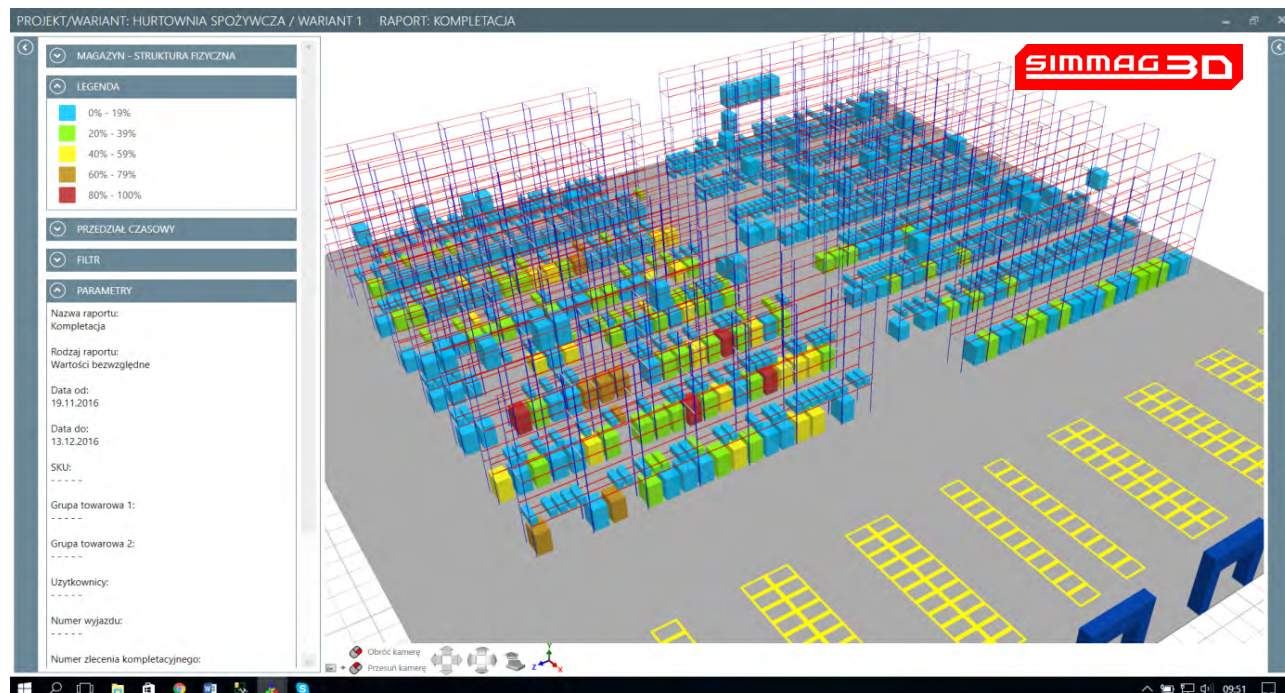 PROJEKT/WARIANT: HURTOWNIA SPOŻYWCZA / WARIANT 1 RAPORT: KOMPLETACJA
SIMMAG 3D
MAGAZYN - STRUKTURA FIZYCZNA
LEGENDA
0% - 19%
20% - 39%
40% - 59%
60% - 79%
80% - 100%
PRZEDZIAŁ CZASOWY
FILTR
PARAMETRY
Nazwa raportu:
Kompletacja
Rodzaj raportu:
Wartości bezwzględne
Data od:
19.11.2016
Data do:
13.12.2016
SKU:
- - - - -
Grupa towarowa 1:
- - - - -
Grupa towarowa 2:
- - - - -
Użytkownicy:
- - - - -
Numer wyjazdu:
- - - - -
Numer zlecenia kompletacyjnego:
Obróć kamerę
+ Przesuń kamerę
Y
Z
X
09:51